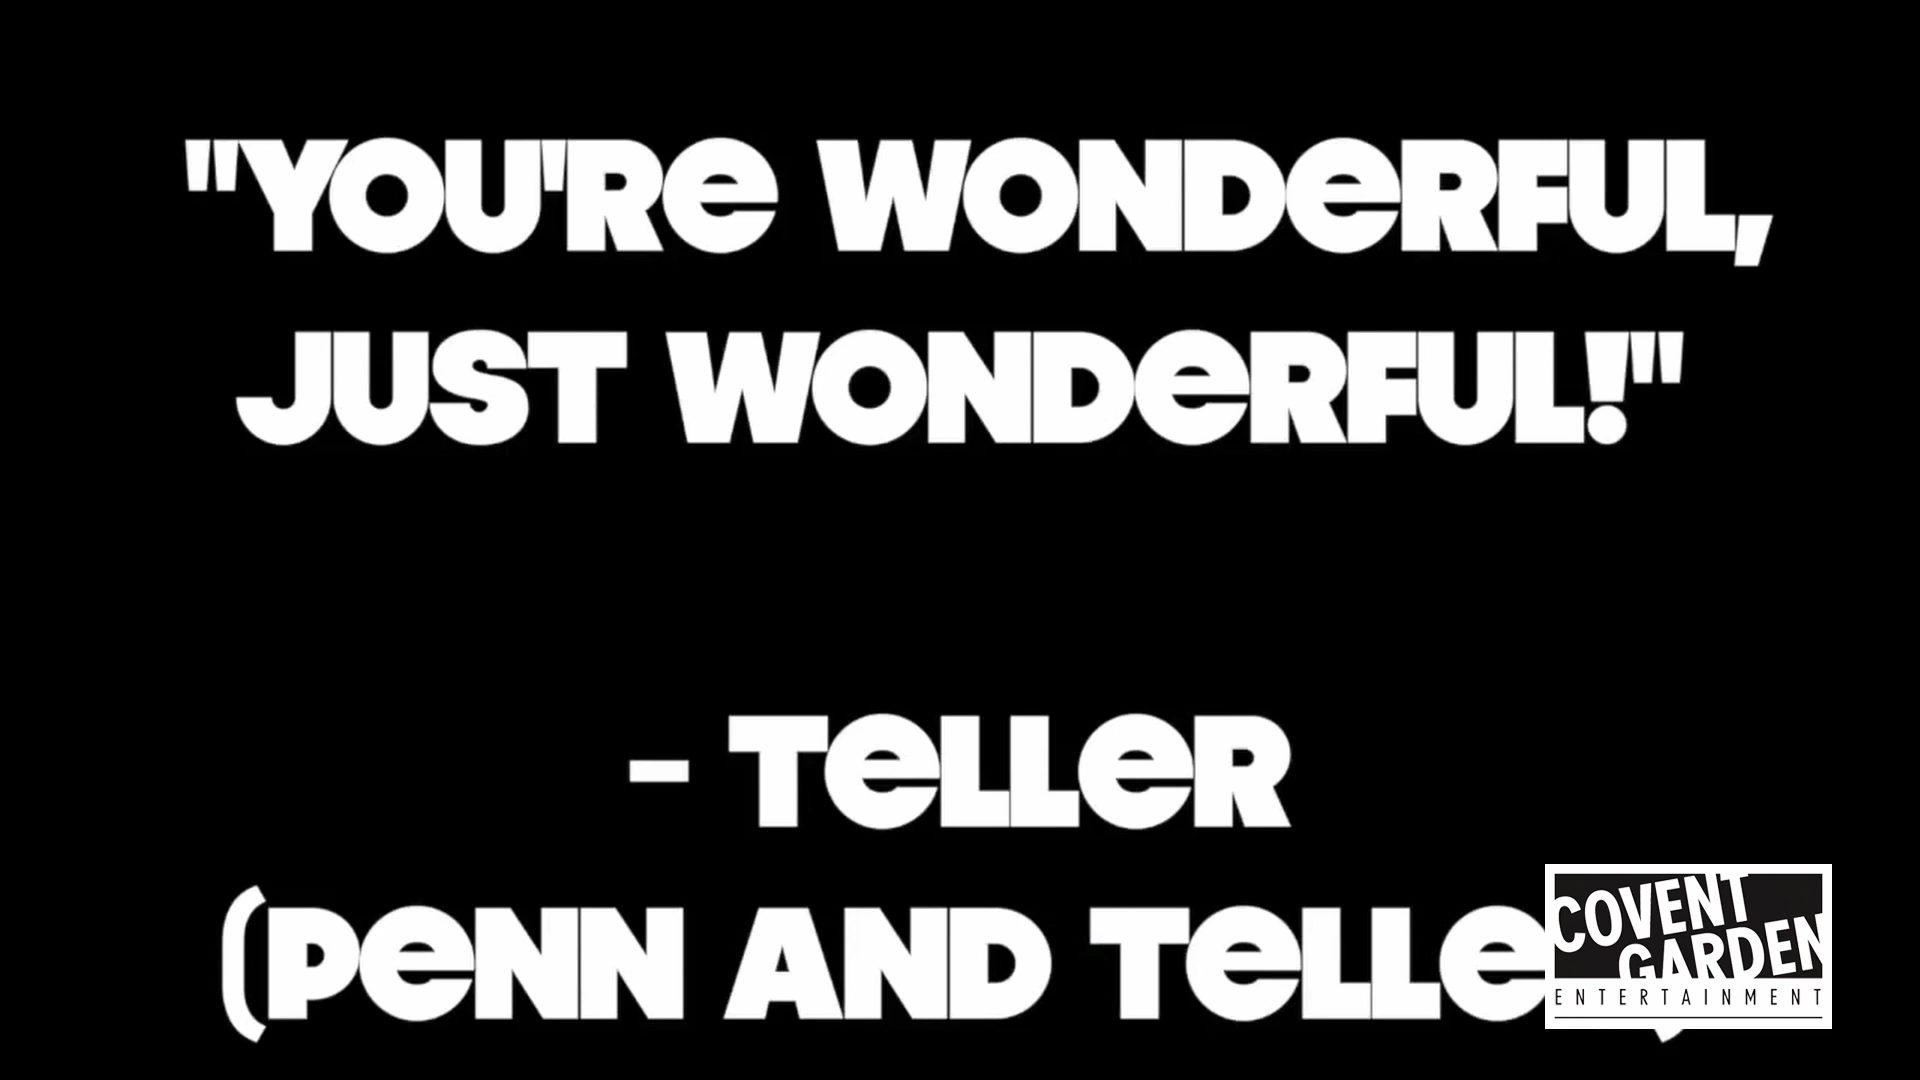 "YOU'Re WONDeRFUL,
JUST WONDeRFUL!"
- TeLLeR
(PeNN AND TeLLe
COVENT
GARDEN
ENTERTAINMENT